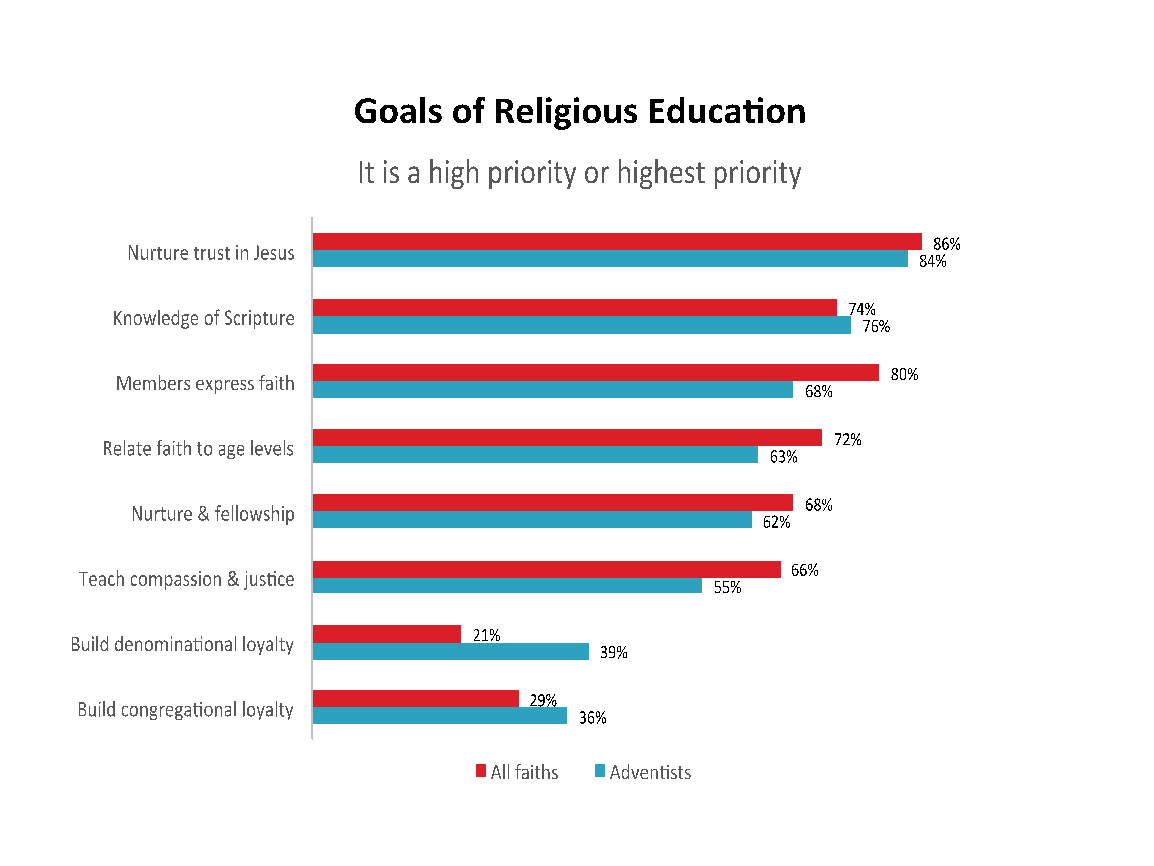 Goals of Religious Education
It is a high priority or highest priority
Nurture trust in Jesus
86%
84%
Knowledge of Scripture
74%
76%
Members express faith
80%
68%
Relate faith to age levels
72%
63%
Nurture & fellowship
68%
62%
Teach compassion & justice
66%
55%
Build denominational loyalty
21%
39%
Build congregational loyalty
29%
36%
All faiths
Adventists